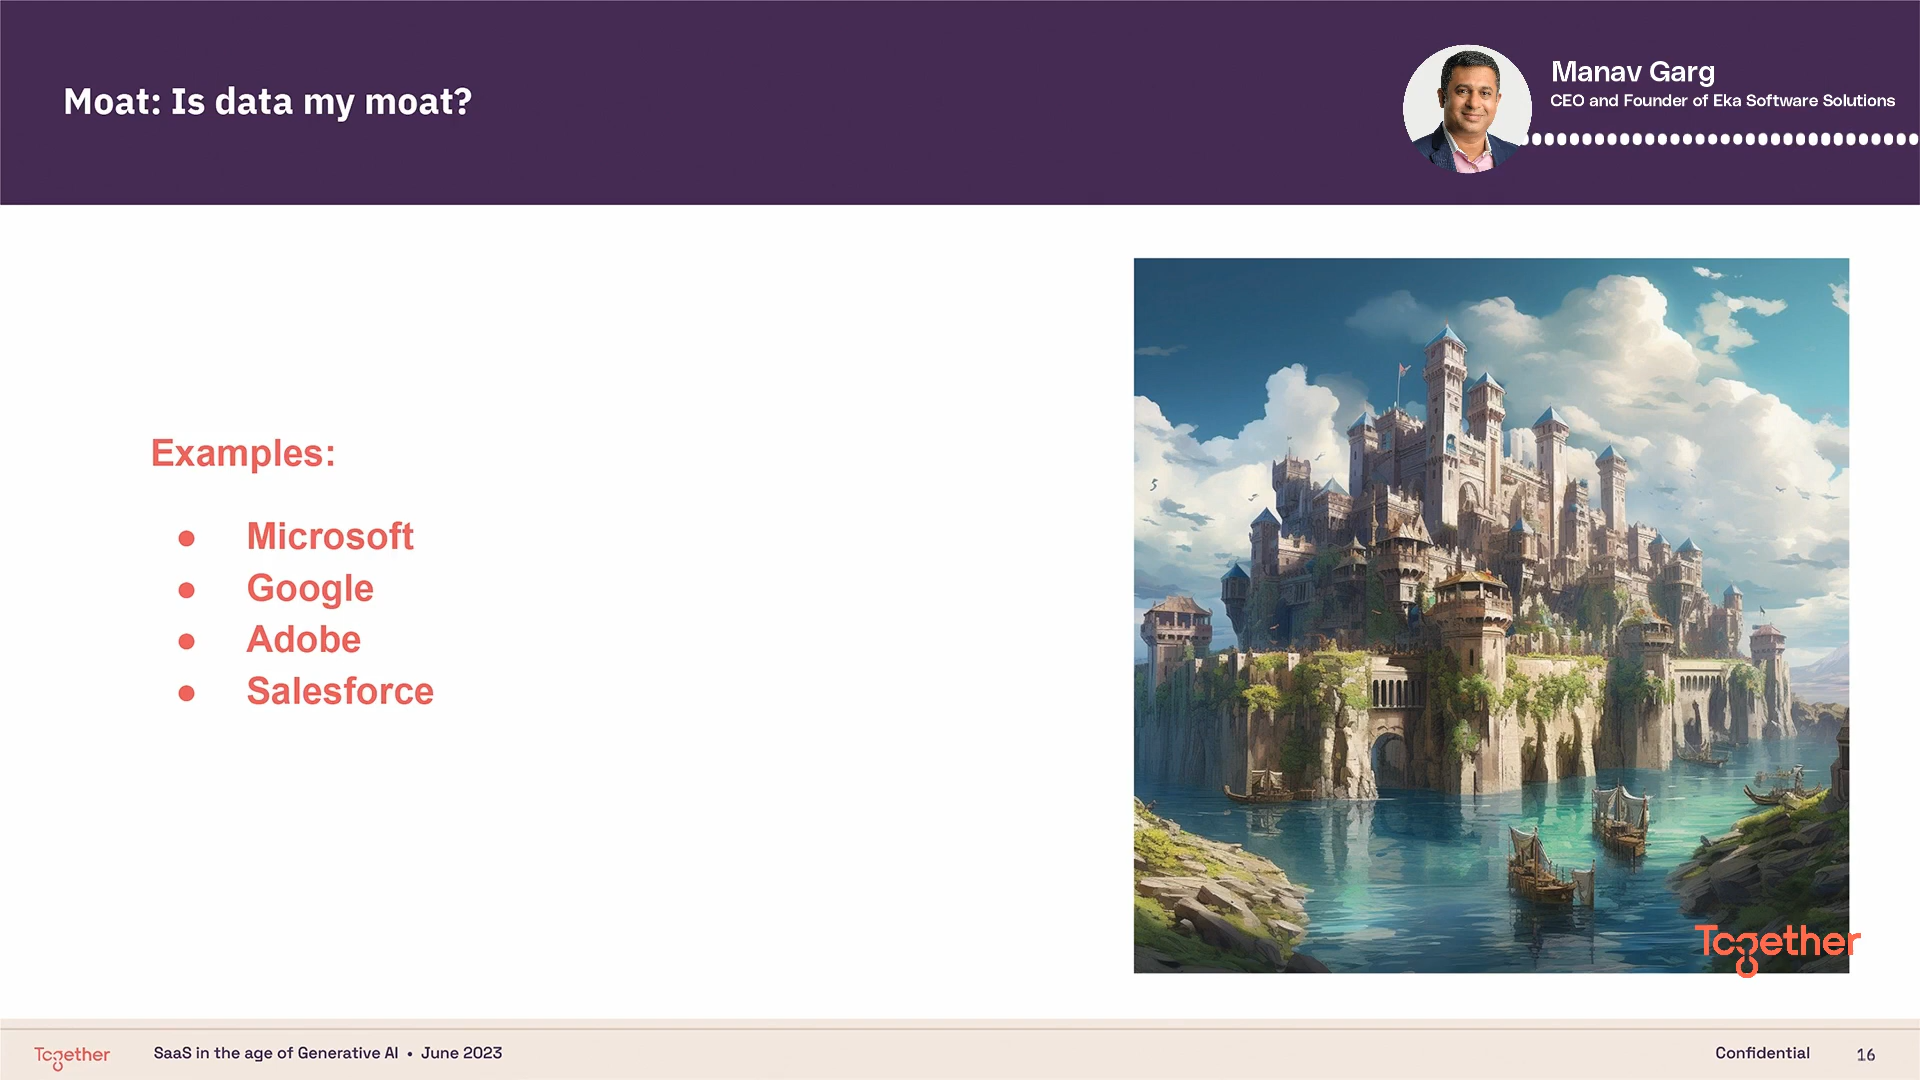 Moat: Is data my moat?
Manav Garg
CEO and Founder of Eka Software Solutions
Examples:
● Microsoft
● Google
● Adobe
● Salesforce
Together
Together
SaaS in the age of Generative AI • June 2023
Confidential
16